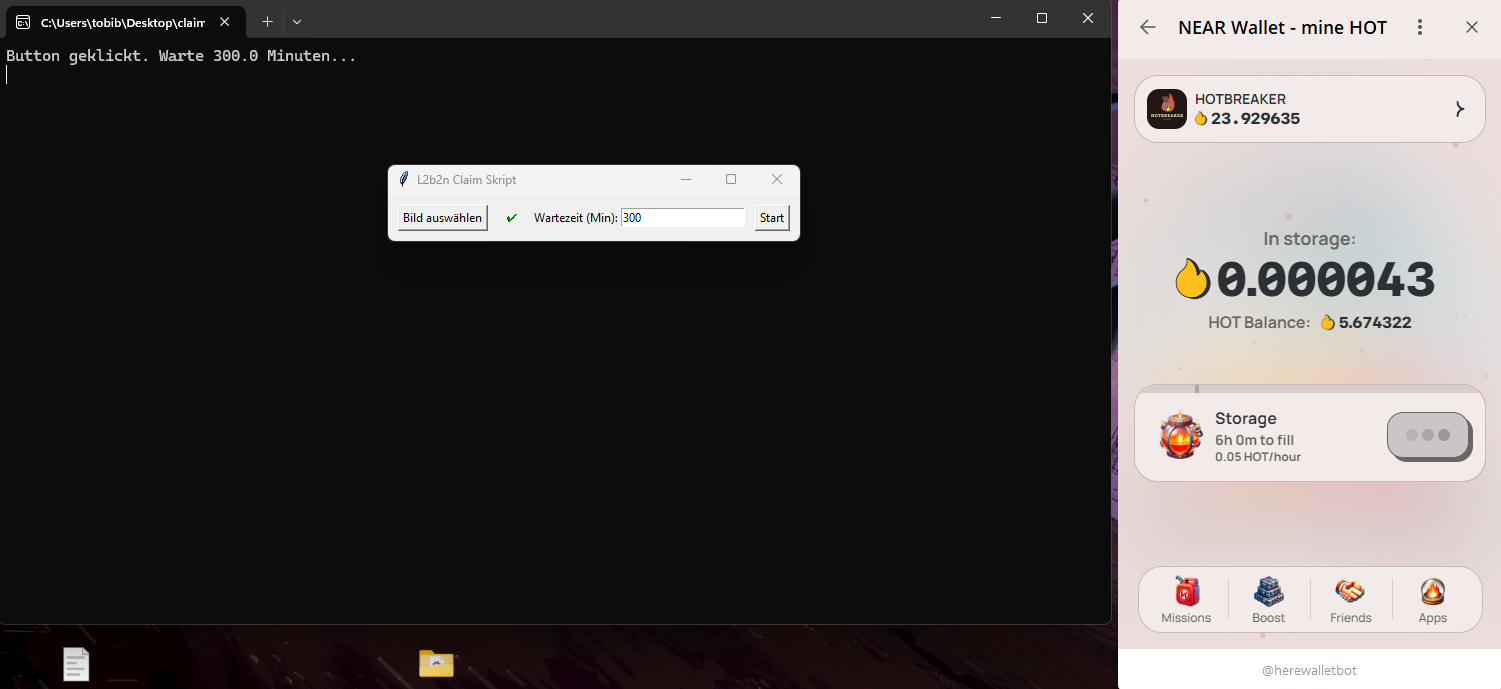 C:\Users\tobib\Desktop\clain
Button geklickt. Warte 300.0 Minuten...
L2b2n Claim Skript
Bild auswählen
Wartezeit (Min):
300
Start
NEAR Wallet - mine HOT
HOTBREAKER
HOTBREAKER
23.929635
In storage:
0.000043
HOT Balance: 5.674322
Storage
6h 0m to fill
0.05 HOT/hour
Missions
Boost
Friends
Apps
@herewalletbot